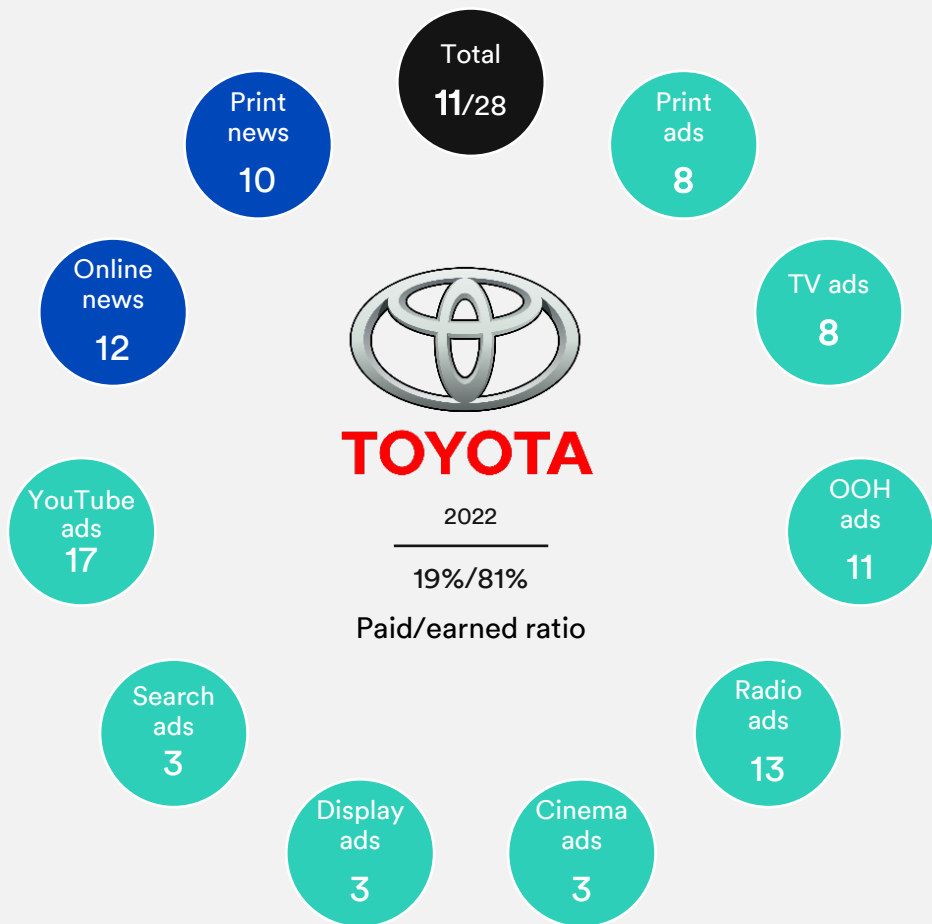 Total
11/28
Print
ads
8
TV ads
8
OOH
ads
11
Radio
ads
13
Cinema
ads
3
Display
ads
3
Search
ads
3
YouTube
ads
17
Online
news
12
Print
news
10
TOYOTA
2022
19%/81%
Paid/earned ratio